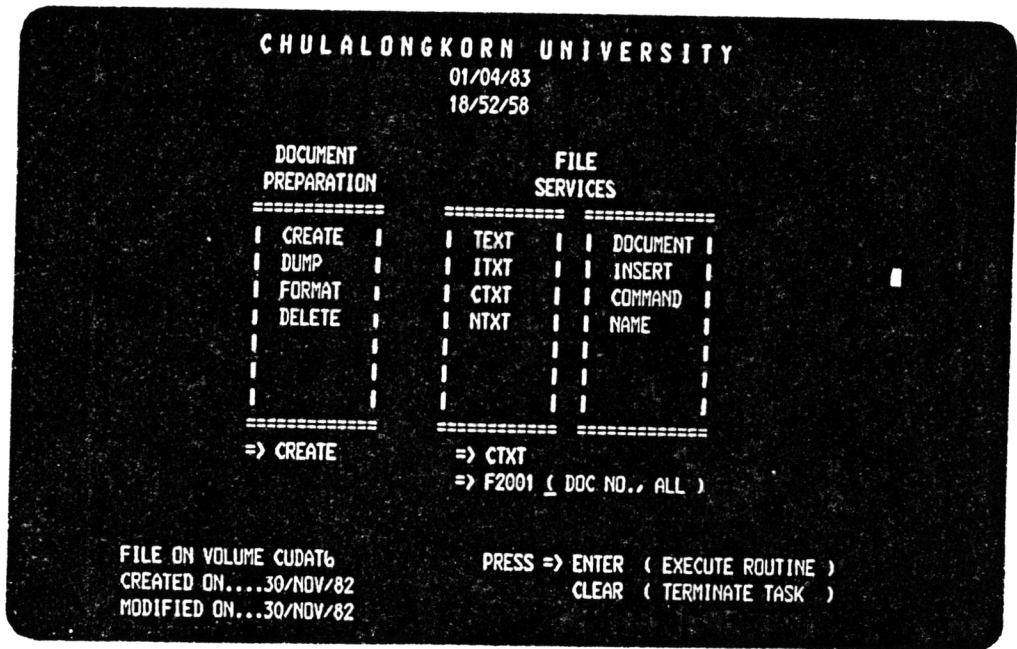 CHULALONGKORN UNIVERSITY
01/04/83
18/52/58
DOCUMENT PREPARATION
FILE SERVICES
============ ============ ============
| CREATE | | TEXT | | DOCUMENT |
| DUMP | | ITXT | | INSERT |
| FORMAT | | CTXT | | COMMAND |
| DELETE | | NTXT | | NAME |
============ ============ ============
=> CREATE => CTXT
=> F2001 ( DOC NO., ALL )
FILE ON VOLUME CUDAT6
CREATED ON....30/NOV/82
MODIFIED ON...30/NOV/82
PRESS => ENTER ( EXECUTE ROUTINE )
CLEAR ( TERMINATE TASK )